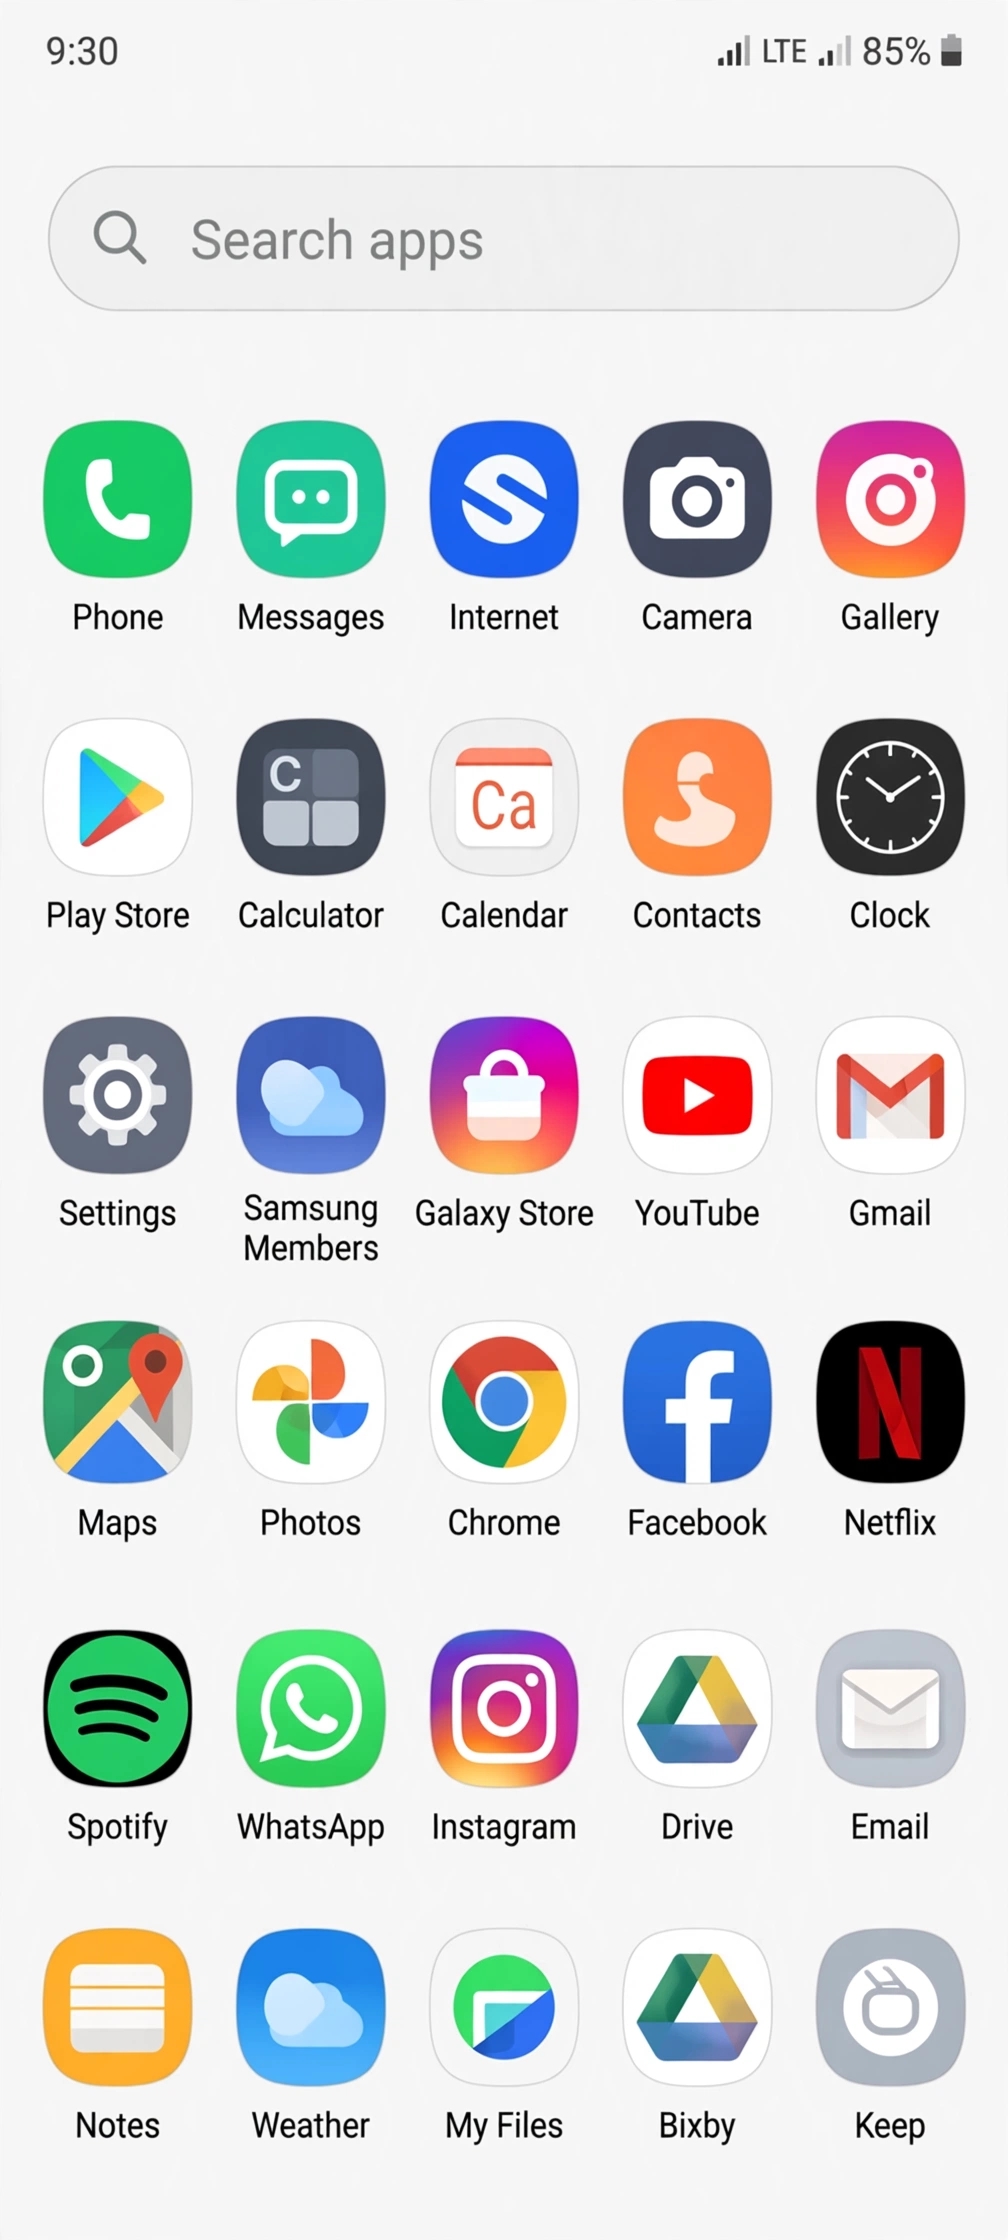 9:30 LTE 85%
Search apps
Phone Messages Internet Camera Gallery
C Ca
Play Store Calculator Calendar Contacts Clock
Settings Samsung Members Galaxy Store YouTube Gmail
Maps Photos Chrome Facebook Netflix
Spotify WhatsApp Instagram Drive Email
Notes Weather My Files Bixby Keep